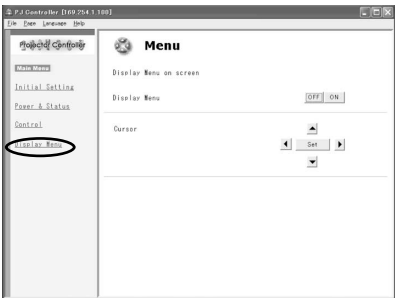 PJ Controller [169.254.1.100]
File Page Language Help
Projector Controller
Menu
Main Menu
Display Menu on screen
Initial Setting
Display Menu OFF ON
Power & Status
Control
Cursor
Set
Display Menu